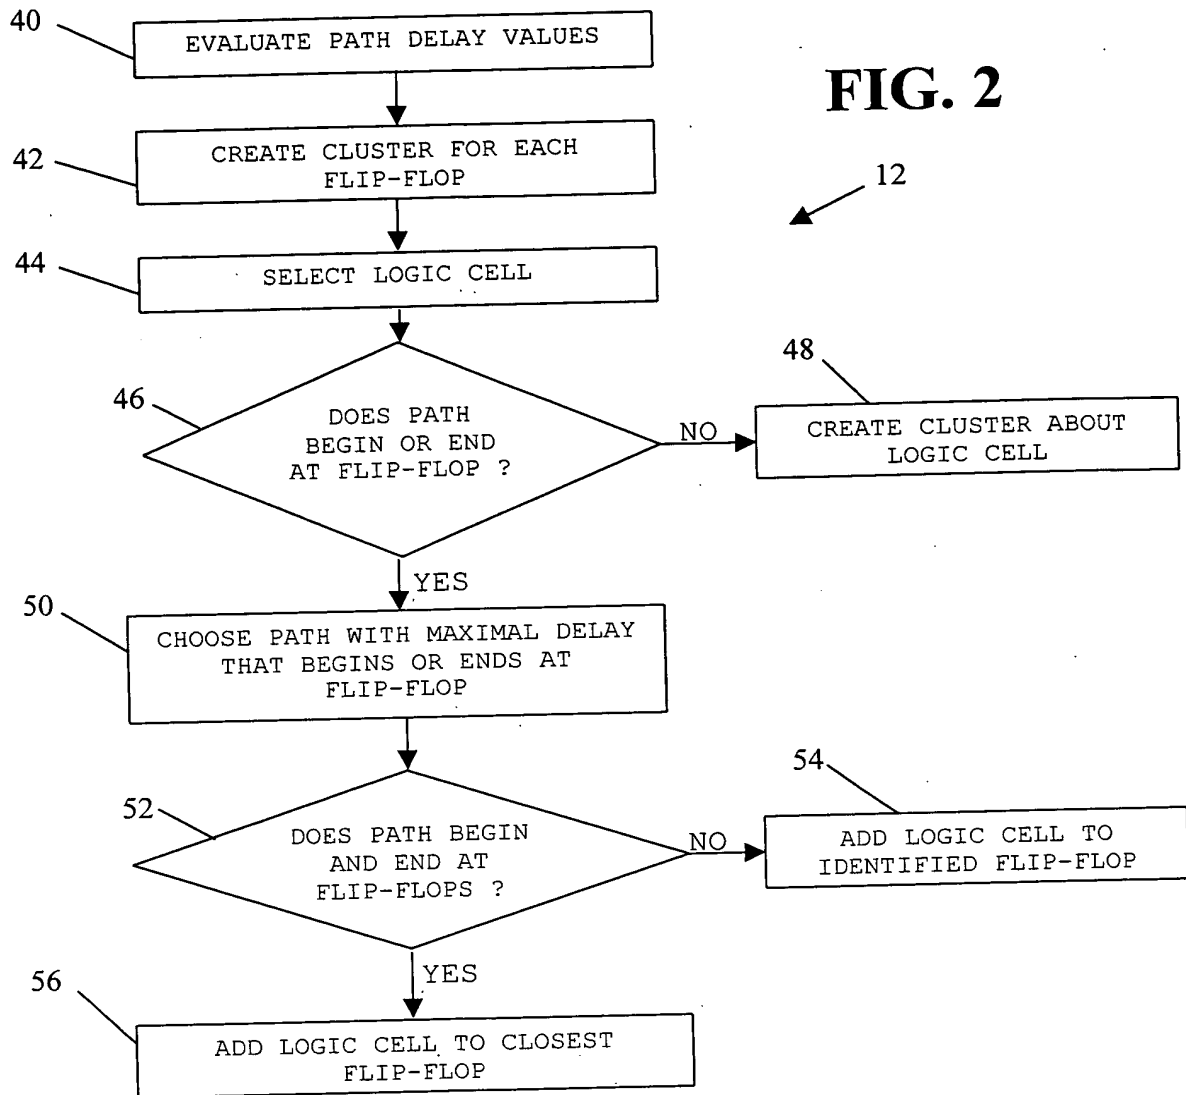 40
EVALUATE PATH DELAY VALUES
FIG. 2
42
CREATE CLUSTER FOR EACH
FLIP-FLOP
12
44
SELECT LOGIC CELL
46
DOES PATH
BEGIN OR END
AT FLIP-FLOP ?
NO
48
CREATE CLUSTER ABOUT
LOGIC CELL
YES
50
CHOOSE PATH WITH MAXIMAL DELAY
THAT BEGINS OR ENDS AT
FLIP-FLOP
52
DOES PATH BEGIN
AND END AT
FLIP-FLOPS ?
NO
54
ADD LOGIC CELL TO
IDENTIFIED FLIP-FLOP
YES
56
ADD LOGIC CELL TO CLOSEST
FLIP-FLOP